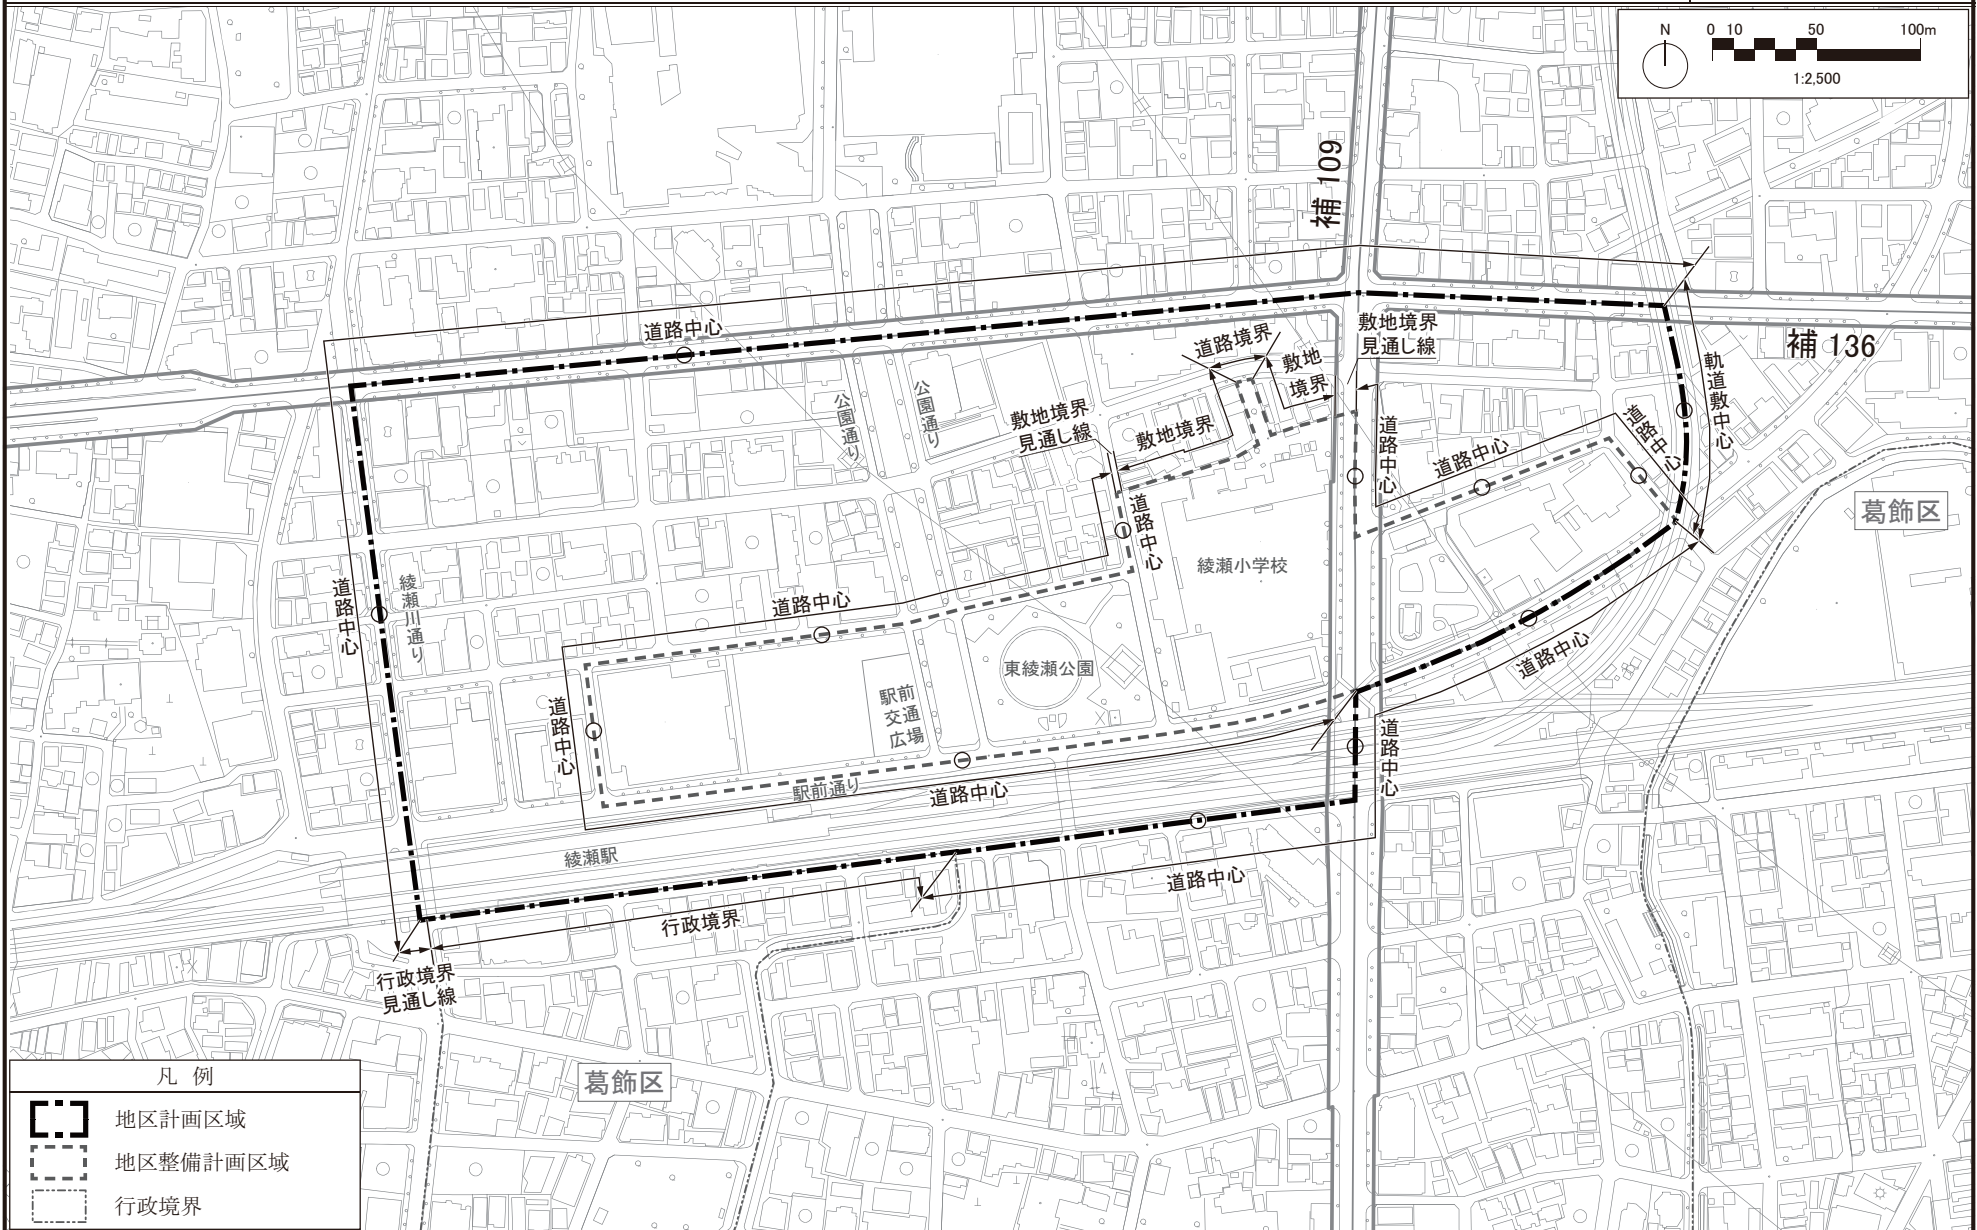 N
0 10 50 100m
1:2,500
補 109
道路中心
敷地境界
見通し線
補 136
道路境界
敷地
境界
軌道敷中心
公園通り
公園通り
敷地境界
見通し線
敷地境界
道路中心
道路中心
道路中心
葛飾区
道路中心
綾瀬小学校
道路中心
綾瀬川通り
道路中心
東綾瀬公園
道路中心
駅前
交通
広場
道路中心
道路中心
駅前通り
道路中心
綾瀬駅
道路中心
行政境界
行政境界
見通し線
葛飾区
凡 例
地区計画区域
地区整備計画区域
行政境界